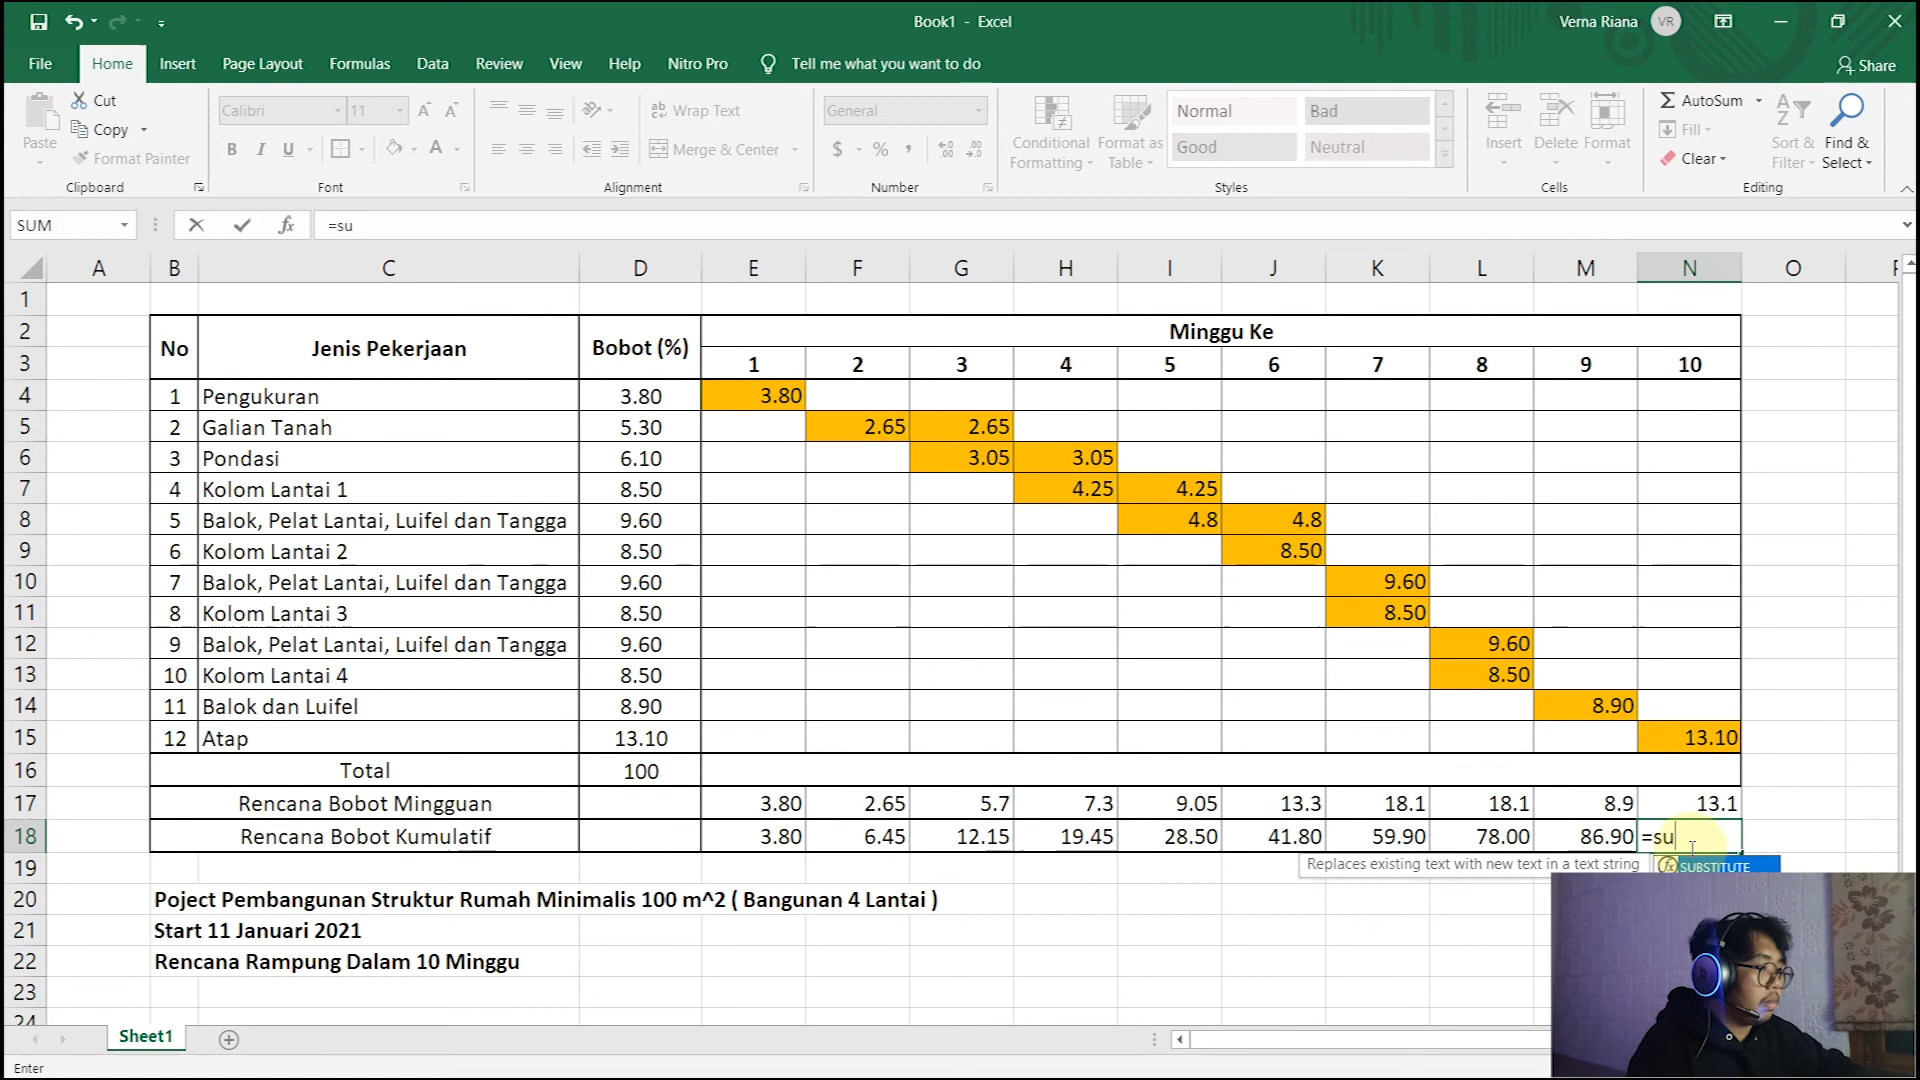 Book1 - Excel
Verna Riana VR
File Home Insert Page Layout Formulas Data Review View Help Nitro Pro Tell me what you want to do Share
Paste Cut Copy Format Painter Clipboard
Calibri 11 A A B I U A Font
ab Wrap Text Merge & Center Alignment
General $ % , Number
Conditional Formatting Format as Table Normal Bad Good Neutral Styles
Insert Delete Format Cells
AutoSum Fill Clear Sort & Filter Find & Select Editing
SUM fx =su
A B C D E F G H I J K L M N O
1
2 No Jenis Pekerjaan Bobot (%) Minggu Ke
3 1 2 3 4 5 6 7 8 9 10
4 1 Pengukuran 3.80 3.80
5 2 Galian Tanah 5.30 2.65 2.65
6 3 Pondasi 6.10 3.05 3.05
7 4 Kolom Lantai 1 8.50 4.25 4.25
8 5 Balok, Pelat Lantai, Luifel dan Tangga 9.60 4.8 4.8
9 6 Kolom Lantai 2 8.50 8.50
10 7 Balok, Pelat Lantai, Luifel dan Tangga 9.60 9.60
11 8 Kolom Lantai 3 8.50 8.50
12 9 Balok, Pelat Lantai, Luifel dan Tangga 9.60 9.60
13 10 Kolom Lantai 4 8.50 8.50
14 11 Balok dan Luifel 8.90 8.90
15 12 Atap 13.10 13.10
16 Total 100
17 Rencana Bobot Mingguan 3.80 2.65 5.7 7.3 9.05 13.3 18.1 18.1 8.9 13.1
18 Rencana Bobot Kumulatif 3.80 6.45 12.15 19.45 28.50 41.80 59.90 78.00 86.90 =su
19 Replaces existing text with new text in a text string fx SUBSTITUTE
20 Poject Pembangunan Struktur Rumah Minimalis 100 m^2 ( Bangunan 4 Lantai )
21 Start 11 Januari 2021
22 Rencana Rampung Dalam 10 Minggu
23
24
Sheet1
Enter